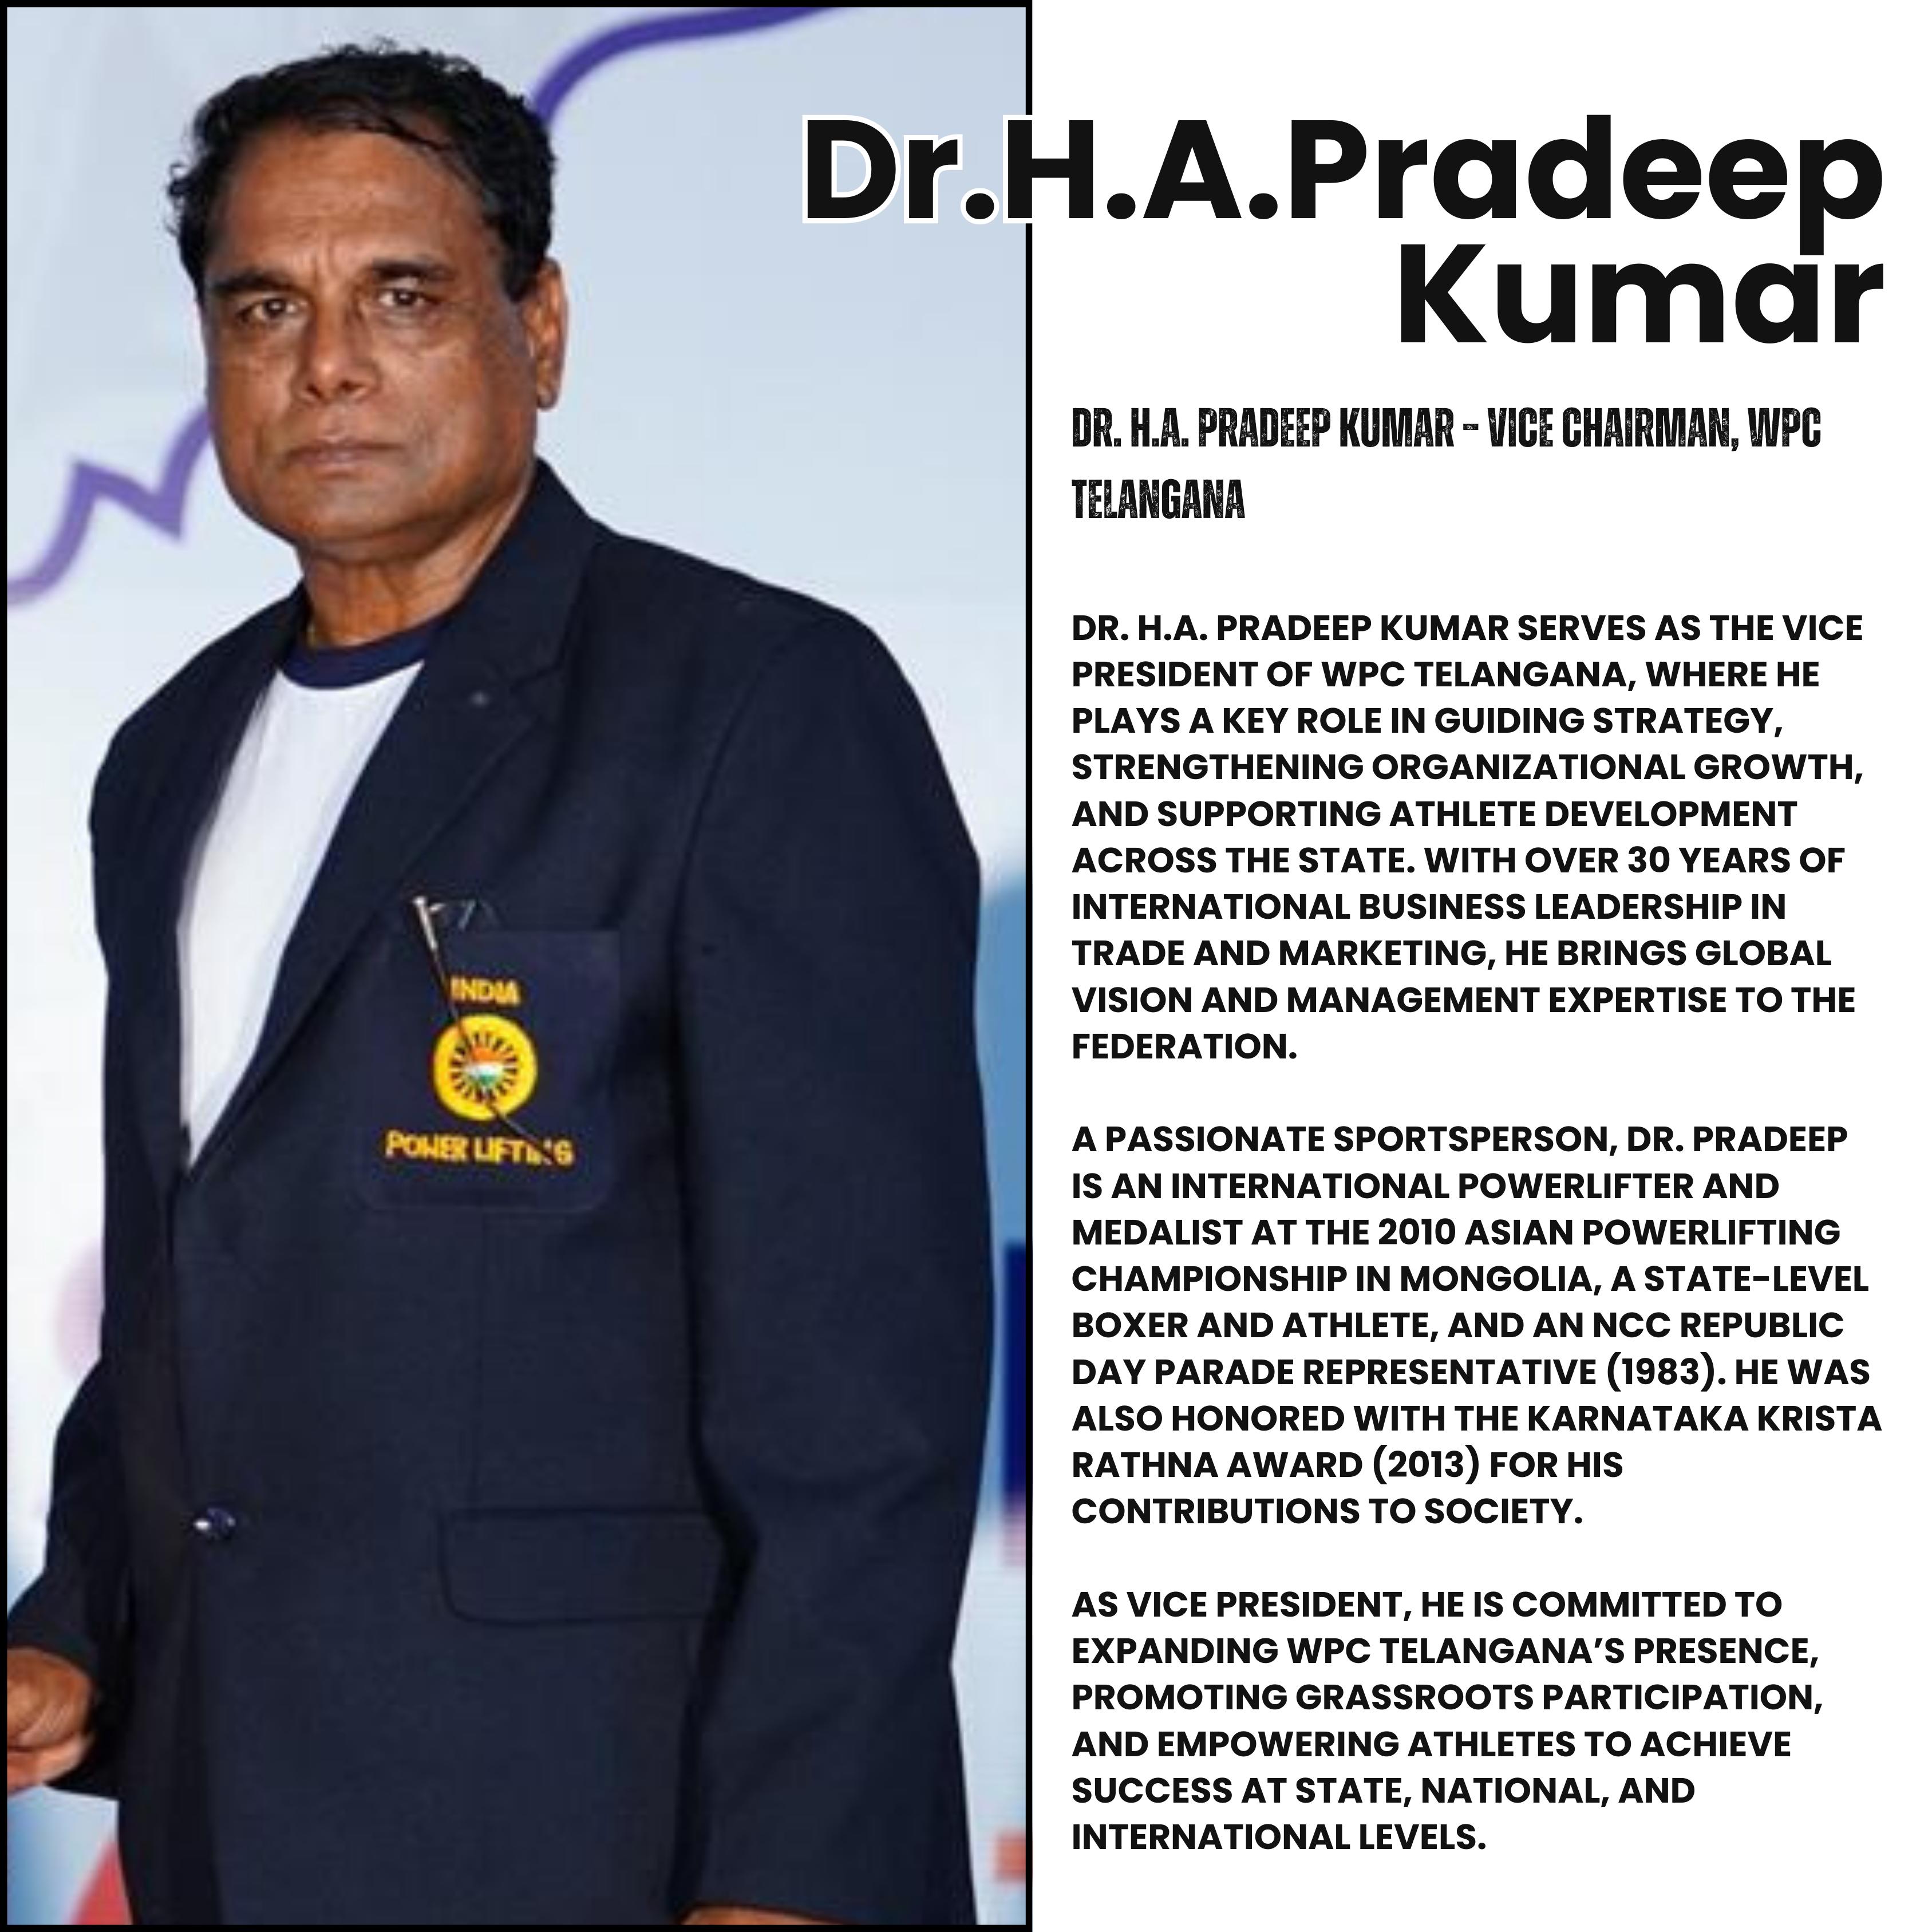 Dr.H.A.Pradeep
Kumar
DR. H.A. PRADEEP KUMAR - VICE CHAIRMAN, WPC
TELANGANA
DR. H.A. PRADEEP KUMAR SERVES AS THE VICE
PRESIDENT OF WPC TELANGANA, WHERE HE
PLAYS A KEY ROLE IN GUIDING STRATEGY,
STRENGTHENING ORGANIZATIONAL GROWTH,
AND SUPPORTING ATHLETE DEVELOPMENT
ACROSS THE STATE. WITH OVER 30 YEARS OF
INTERNATIONAL BUSINESS LEADERSHIP IN
TRADE AND MARKETING, HE BRINGS GLOBAL
VISION AND MANAGEMENT EXPERTISE TO THE
FEDERATION.
A PASSIONATE SPORTSPERSON, DR. PRADEEP
IS AN INTERNATIONAL POWERLIFTER AND
MEDALIST AT THE 2010 ASIAN POWERLIFTING
CHAMPIONSHIP IN MONGOLIA, A STATE-LEVEL
BOXER AND ATHLETE, AND AN NCC REPUBLIC
DAY PARADE REPRESENTATIVE (1983). HE WAS
ALSO HONORED WITH THE KARNATAKA KRISTA
RATHNA AWARD (2013) FOR HIS
CONTRIBUTIONS TO SOCIETY.
AS VICE PRESIDENT, HE IS COMMITTED TO
EXPANDING WPC TELANGANA’S PRESENCE,
PROMOTING GRASSROOTS PARTICIPATION,
AND EMPOWERING ATHLETES TO ACHIEVE
SUCCESS AT STATE, NATIONAL, AND
INTERNATIONAL LEVELS.
INDIA
POWER LIFTING